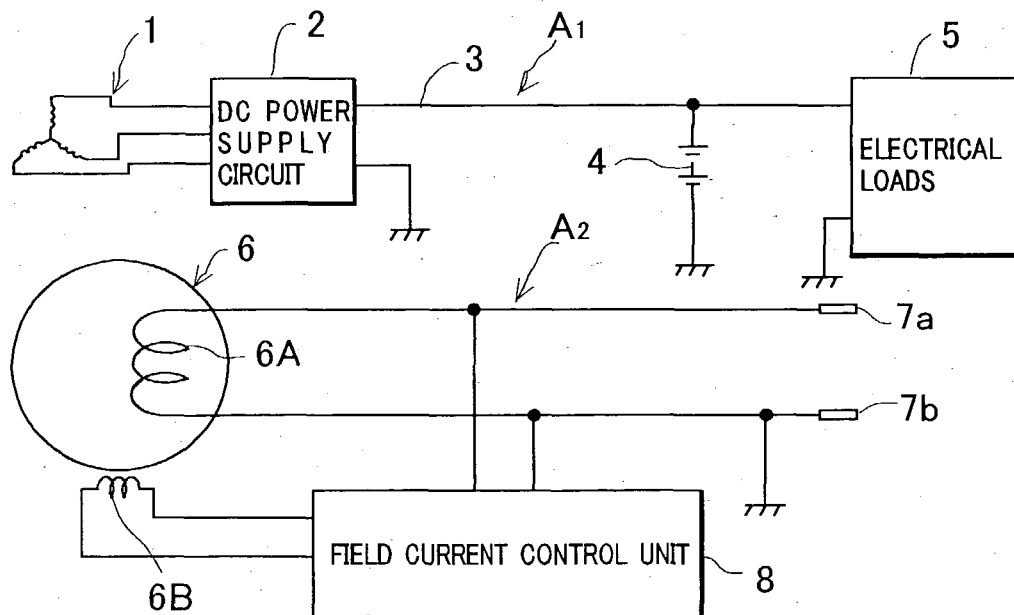 1
2
A1
5
DC POWER
SUPPLY
CIRCUIT
3
4
ELECTRICAL
LOADS
6
A2
6A
7a
7b
6B
FIELD CURRENT CONTROL UNIT
8